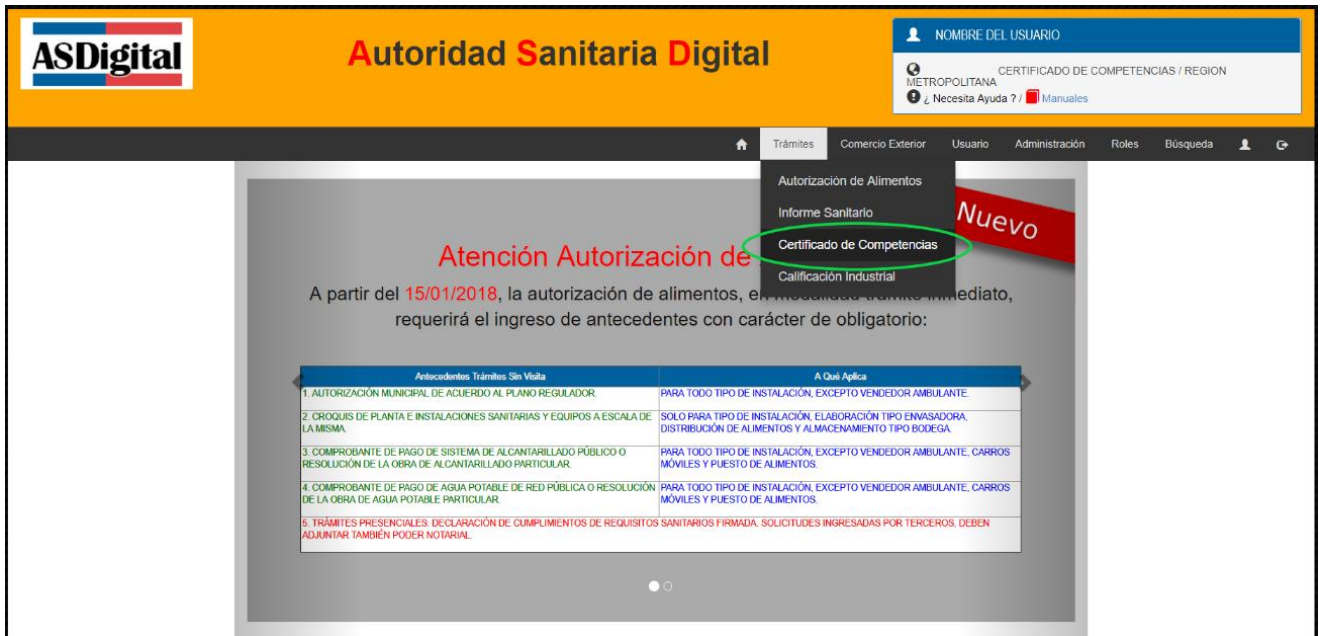 ASDigital
Autoridad Sanitaria Digital
NOMBRE DEL USUARIO
CERTIFICADO DE COMPETENCIAS / REGION
METROPOLITANA
¿ Necesita Ayuda ? / Manuales
Trámites Comercio Exterior Usuario Administración Roles Búsqueda
Autorización de Alimentos
Informe Sanitario
Certificado de Competencias
Calificación Industrial
Nuevo
Atención Autorización de
A partir del 15/01/2018, la autorización de alimentos, en modalidad trámite inmediato,
requerirá el ingreso de antecedentes con carácter de obligatorio:
Antecedentes Trámites Sin Visita A Qué Aplica
1. AUTORIZACIÓN MUNICIPAL DE ACUERDO AL PLANO REGULADOR. PARA TODO TIPO DE INSTALACIÓN, EXCEPTO VENDEDOR AMBULANTE.
2. CROQUIS DE PLANTA E INSTALACIONES SANITARIAS Y EQUIPOS A ESCALA DE
LA MISMA.
SOLO PARA TIPO DE INSTALACIÓN, ELABORACIÓN TIPO ENVASADORA,
DISTRIBUCIÓN DE ALIMENTOS Y ALMACENAMIENTO TIPO BODEGA.
3. COMPROBANTE DE PAGO DE SISTEMA DE ALCANTARILLADO PÚBLICO O
RESOLUCIÓN DE LA OBRA DE ALCANTARILLADO PARTICULAR.
PARA TODO TIPO DE INSTALACIÓN, EXCEPTO VENDEDOR AMBULANTE, CARROS
MÓVILES Y PUESTO DE ALIMENTOS.
4. COMPROBANTE DE PAGO DE AGUA POTABLE DE RED PÚBLICA O RESOLUCIÓN
DE LA OBRA DE AGUA POTABLE PARTICULAR.
PARA TODO TIPO DE INSTALACIÓN, EXCEPTO VENDEDOR AMBULANTE, CARROS
MÓVILES Y PUESTO DE ALIMENTOS.
5. TRÁMITES PRESENCIALES: DECLARACIÓN DE CUMPLIMIENTOS DE REQUISITOS SANITARIOS FIRMADA. SOLICITUDES INGRESADAS POR TERCEROS, DEBEN
ADJUNTAR TAMBIÉN PODER NOTARIAL.